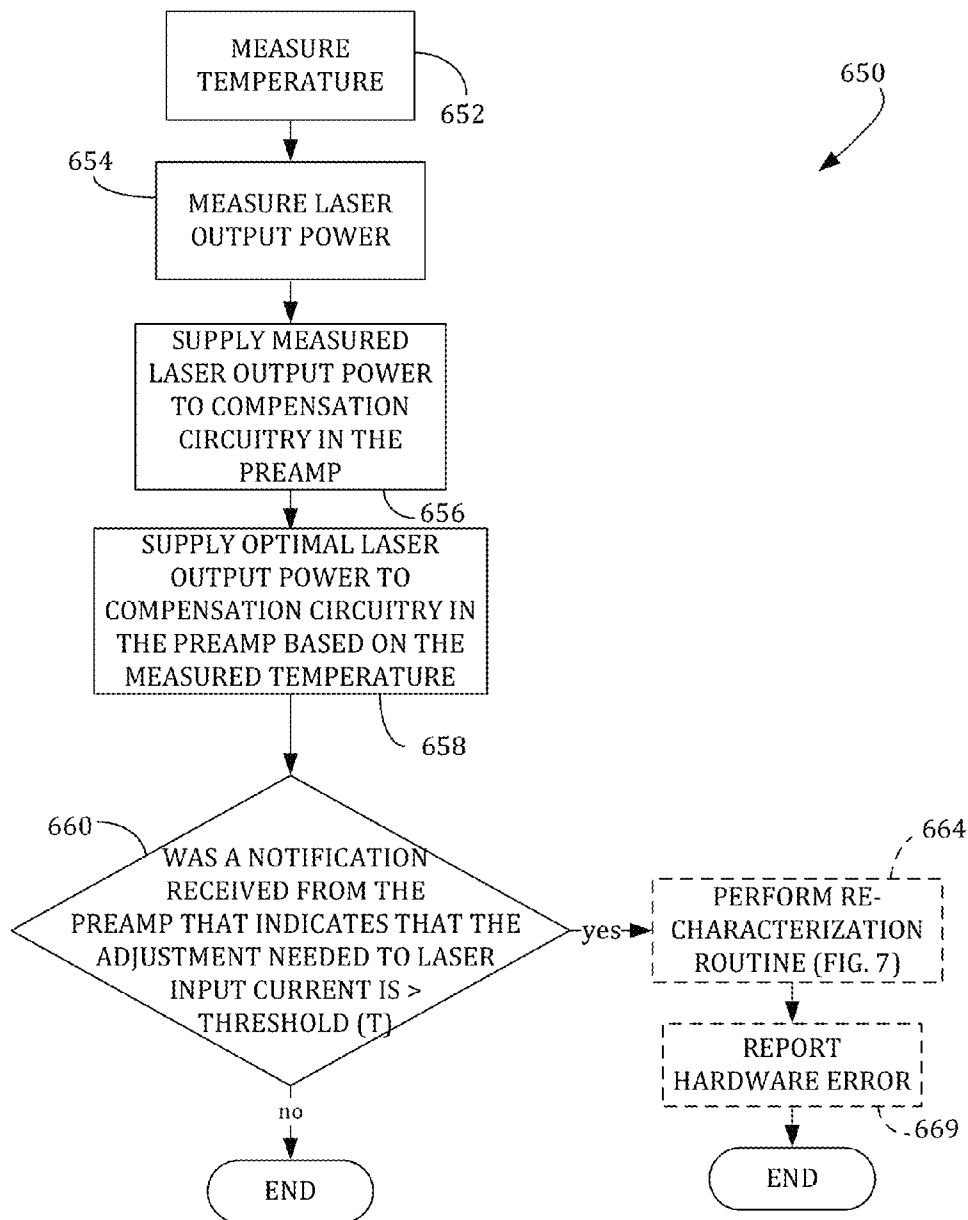 MEASURE
TEMPERATURE
652
650
654
MEASURE LASER
OUTPUT POWER
SUPPLY MEASURED
LASER OUTPUT POWER
TO COMPENSATION
CIRCUITRY IN THE
PREAMP
656
SUPPLY OPTIMAL LASER
OUTPUT POWER TO
COMPENSATION CIRCUITRY IN
THE PREAMP BASED ON THE
MEASURED TEMPERATURE
658
660
WAS A NOTIFICATION
RECEIVED FROM THE
PREAMP THAT INDICATES THAT THE
ADJUSTMENT NEEDED TO LASER
INPUT CURRENT IS >
THRESHOLD (T)
yes
664
PERFORM RE-
CHARACTERIZATION
ROUTINE (FIG. 7)
REPORT
HARDWARE ERROR
669
END
no
END